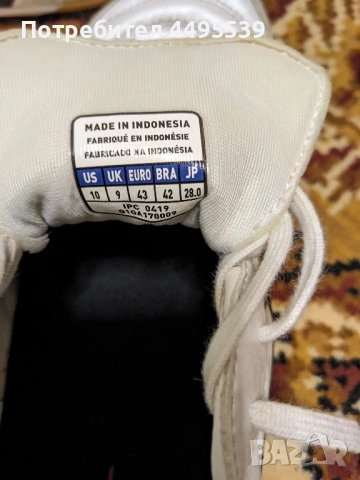 Потребител 4495539
MADE IN INDONESIA
FABRIQUÉ EN INDONÉSIE
FABRICADO NA INDONÉSIA
US UK EURO BRA JP
10 9 43 42 28.0
IPC 0419
010A170009
BAZAR